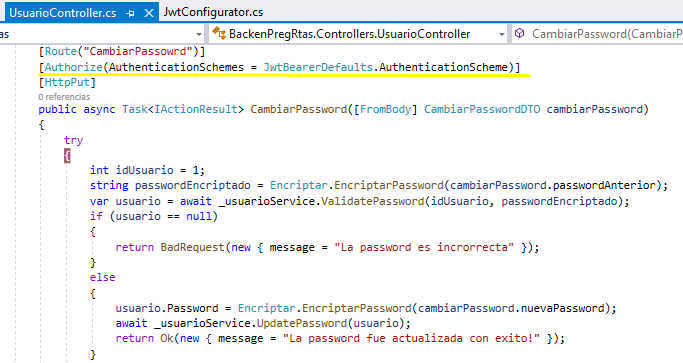 UsuarioController.cs JwtConfigurator.cs
as BackenPregRtas.Controllers.UsuarioController CambiarPassword(CambiarP
[Route("CambiarPassowrd")]
[Authorize(AuthenticationSchemes = JwtBearerDefaults.AuthenticationScheme)]
[HttpPut]
0 referencias
public async Task<IActionResult> CambiarPassword([FromBody] CambiarPasswordDTO cambiarPassword)
{
try
{
int idUsuario = 1;
string passwordEncriptado = Encriptar.EncriptarPassword(cambiarPassword.passwordAnterior);
var usuario = await _usuarioService.ValidatePassword(idUsuario, passwordEncriptado);
if (usuario == null)
{
return BadRequest(new { message = "La password es incrorrecta" });
}
else
{
usuario.Password = Encriptar.EncriptarPassword(cambiarPassword.nuevaPassword);
await _usuarioService.UpdatePassword(usuario);
return Ok(new { message = "La password fue actualizada con exito!" });
}